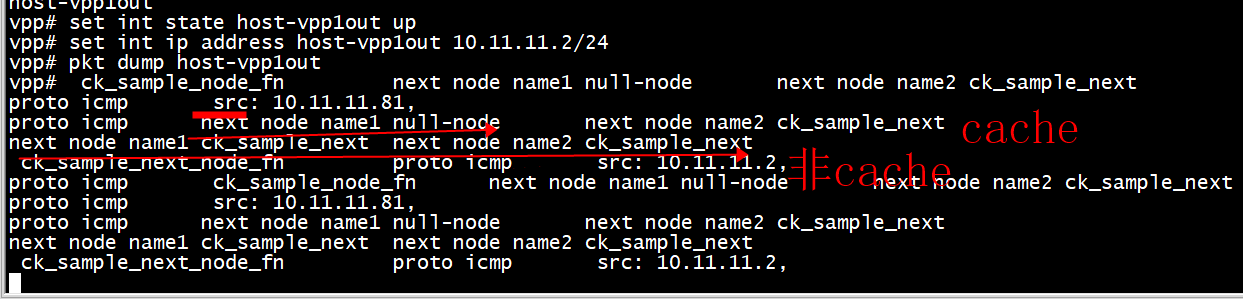 host-vpp1out
vpp# set int state host-vpp1out up
vpp# set int ip address host-vpp1out 10.11.11.2/24
vpp# pkt dump host-vpp1out
vpp#  ck_sample_node_fn         next node name1 null-node       next node name2 ck_sample_next
proto icmp       src: 10.11.11.81,
proto icmp      next node name1 null-node       next node name2 ck_sample_next
cache
next node name1 ck_sample_next  next node name2 ck_sample_next
 ck_sample_next_node_fn         proto icmp       src: 10.11.11.2,
非cache
proto icmp       ck_sample_node_fn      next node name1 null-node       next node name2 ck_sample_next
proto icmp       src: 10.11.11.81,
proto icmp      next node name1 null-node       next node name2 ck_sample_next
next node name1 ck_sample_next  next node name2 ck_sample_next
 ck_sample_next_node_fn         proto icmp       src: 10.11.11.2,